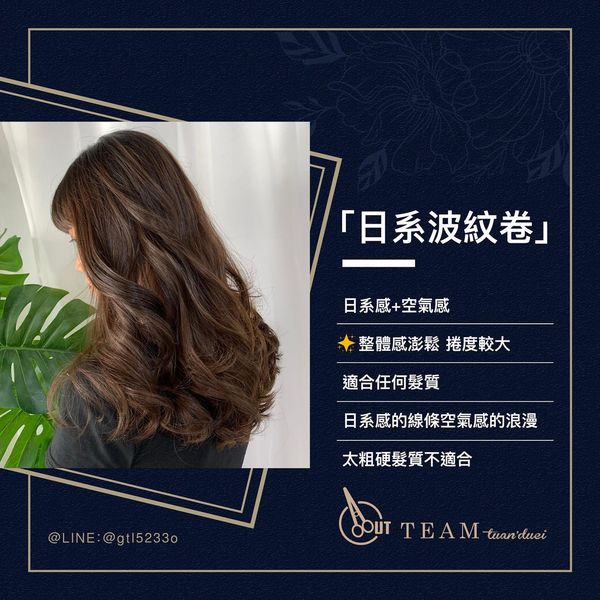 「日系波紋卷」
日系感+空氣感
✨整體感澎鬆 捲度較大
適合任何髮質
日系感的線條空氣感的浪漫
太粗硬髮質不適合
OUT TEAM tuan'duei
@LINE:@gtl5233o